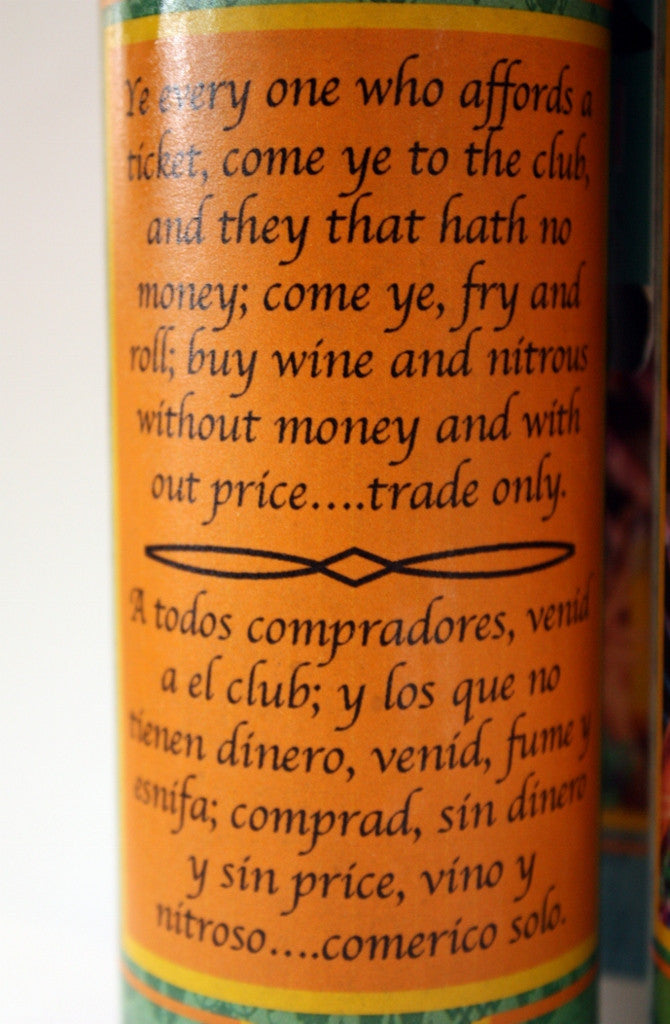 Ye every one who affords a
ticket, come ye to the club,
and they that hath no
money; come ye, fry and
roll; buy wine and nitrous
without money and with
out price....trade only.
A todos compradores, venid
a el club; y los que no
tienen dinero, venid, fume y
esnifa; comprad, sin dinero
y sin price, vino y
nitroso....comerico solo.